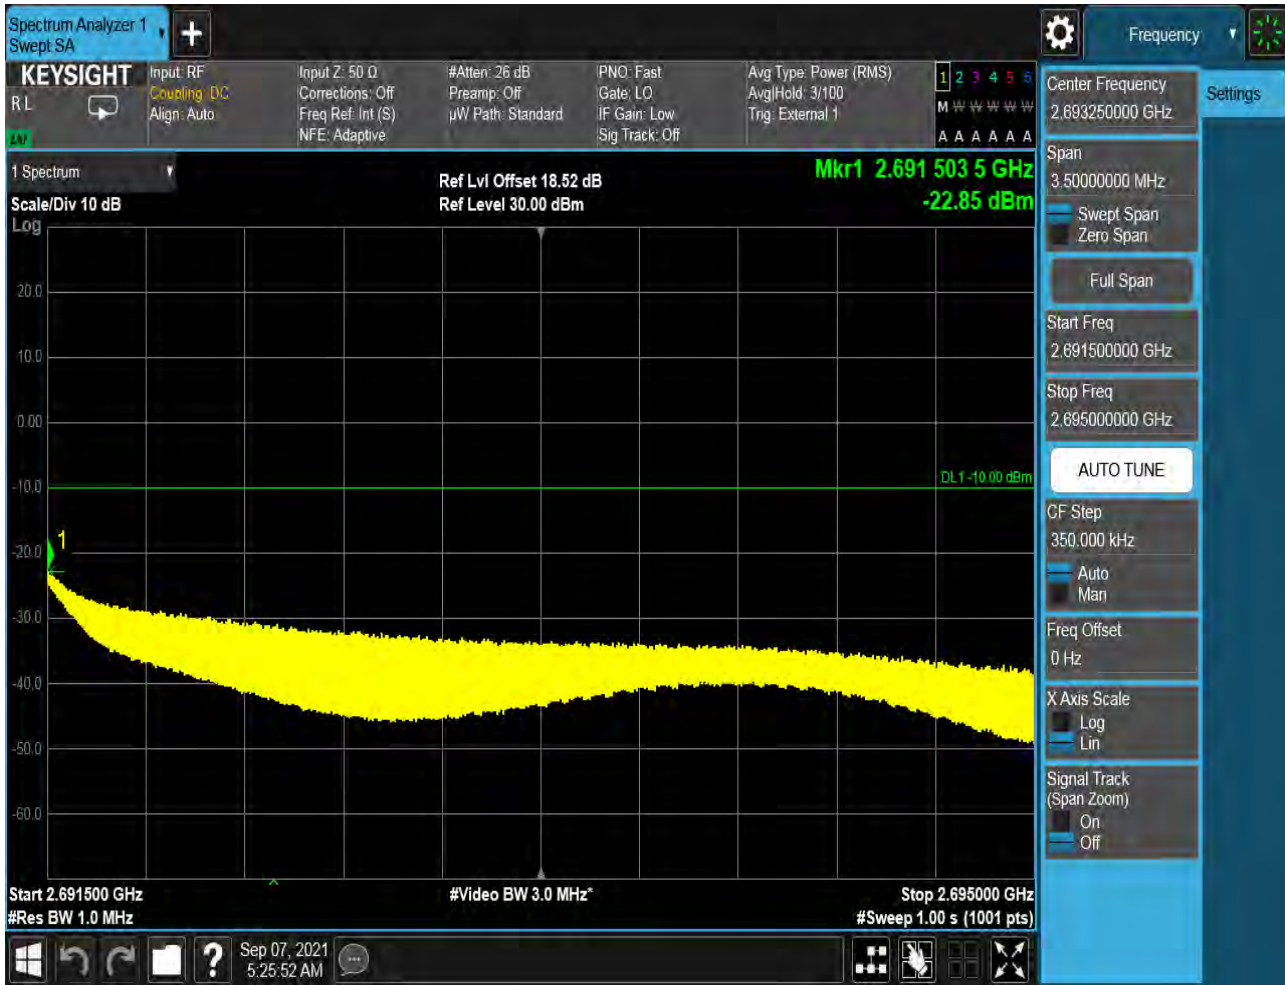 Spectrum Analyzer 1
Swept SA
Frequency
KEYSIGHT
R L
LNI
Input: RF
Coupling: DC
Align: Auto
Input Z: 50 Ω
Corrections: Off
Freq Ref: Int (S)
NFE: Adaptive
#Atten: 26 dB
Preamp: Off
µW Path: Standard
PNO: Fast
Gate: LO
IF Gain: Low
Sig Track: Off
Avg Type: Power (RMS)
Avg|Hold: 3/100
Trig: External 1
1 2 3 4 5 6
M W W W W W
A A A A A A
1 Spectrum
Scale/Div 10 dB
Log
Ref Lvl Offset 18.52 dB
Ref Level 30.00 dBm
Mkr1 2.691 503 5 GHz
-22.85 dBm
20.0
10.0
0.00
-10.0
-20.0
-30.0
-40.0
-50.0
-60.0
DL1 -10.00 dBm
1
Start 2.691500 GHz
#Res BW 1.0 MHz
#Video BW 3.0 MHz*
Stop 2.695000 GHz
#Sweep 1.00 s (1001 pts)
Sep 07, 2021
5:25:52 AM
Center Frequency
2.693250000 GHz
Settings
Span
3.50000000 MHz
Swept Span
Zero Span
Full Span
Start Freq
2.691500000 GHz
Stop Freq
2.695000000 GHz
AUTO TUNE
CF Step
350.000 kHz
Auto
Man
Freq Offset
0 Hz
X Axis Scale
Log
Lin
Signal Track
(Span Zoom)
On
Off